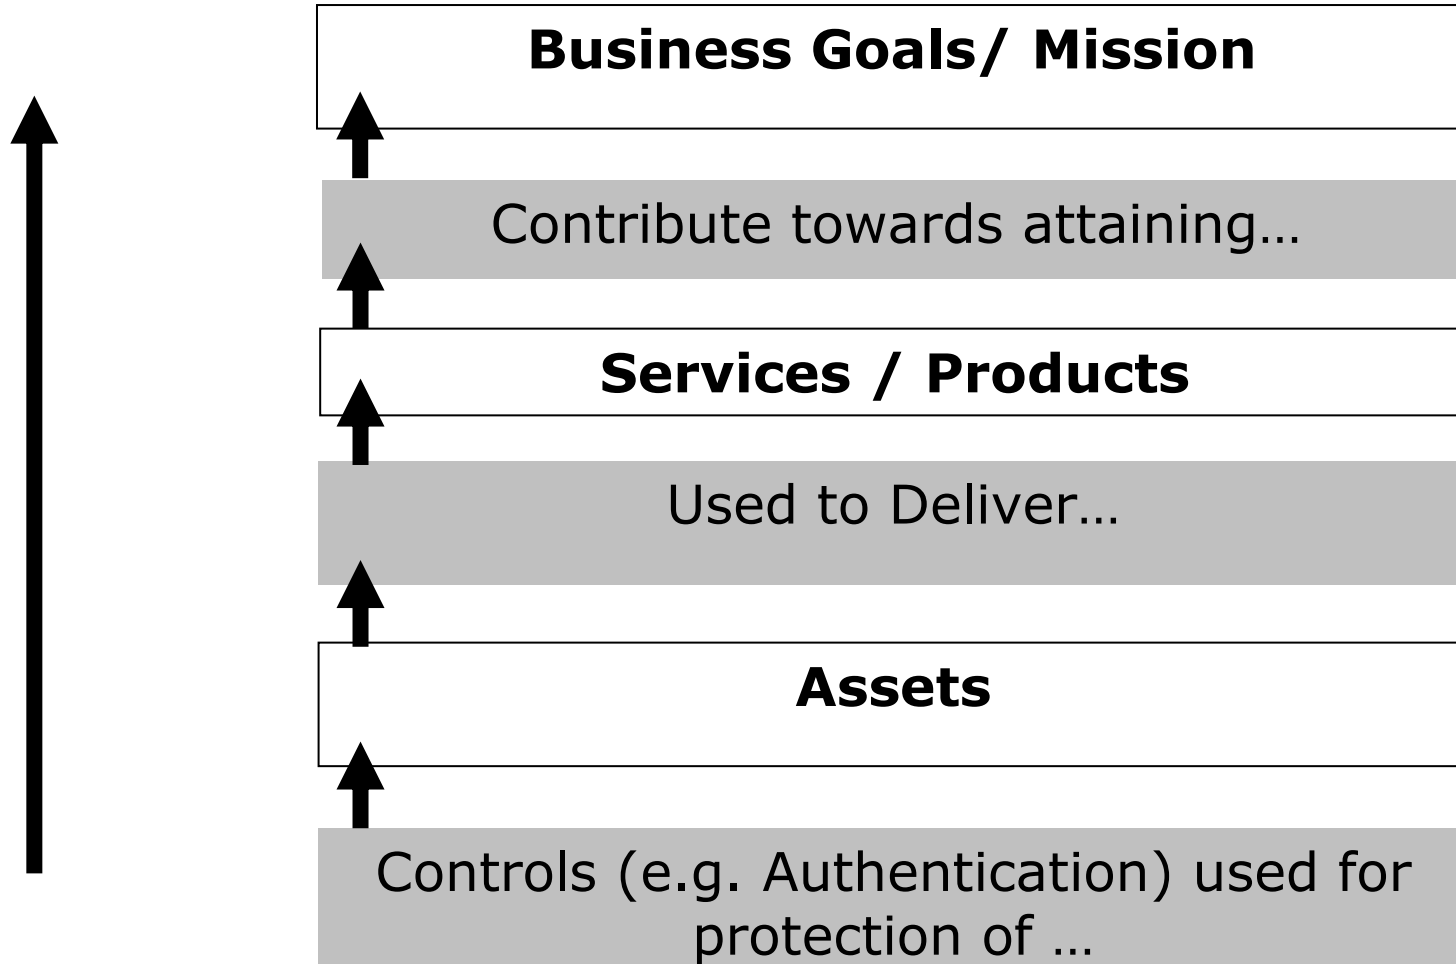 Business Goals/ Mission
Contribute towards attaining…
Services / Products
Used to Deliver…
Assets
Controls (e.g. Authentication) used for
protection of …